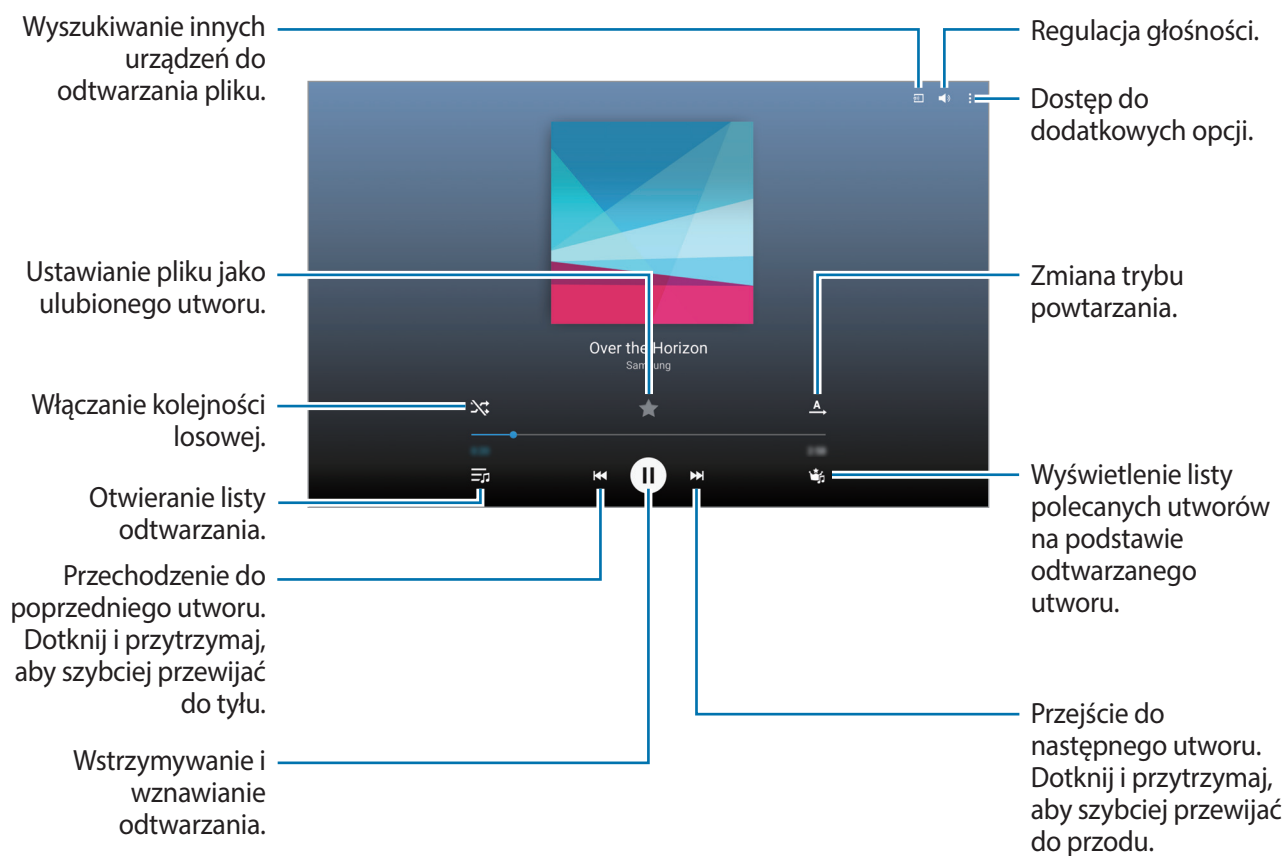 Wyszukiwanie innych
urządzeń do
odtwarzania pliku.
Regulacja głośności.
Dostęp do
dodatkowych opcji.
Ustawianie pliku jako
ulubionego utworu.
Zmiana trybu
powtarzania.
Over the Horizon
Samsung
A
Włączanie kolejności
losowej.
Otwieranie listy
odtwarzania.
Wyświetlenie listy
polecanych utworów
na podstawie
odtwarzanego
utworu.
Przechodzenie do
poprzedniego utworu.
Dotknij i przytrzymaj,
aby szybciej przewijać
do tyłu.
Przejście do
następnego utworu.
Dotknij i przytrzymaj,
aby szybciej przewijać
do przodu.
Wstrzymywanie i
wznawianie
odtwarzania.